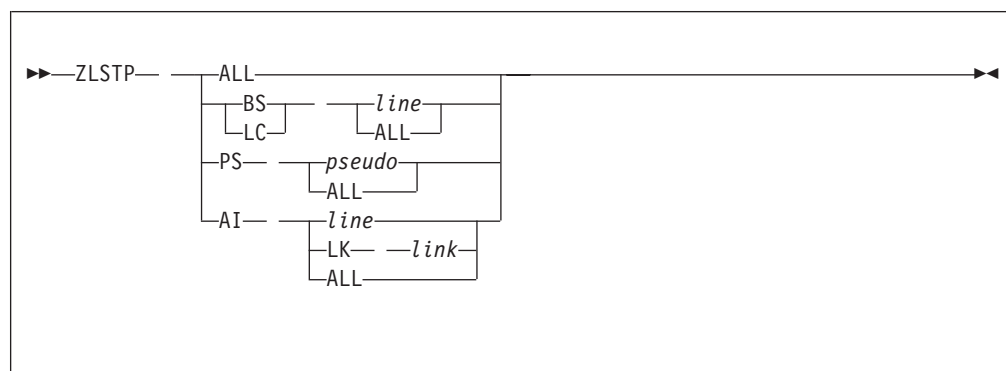 ZLSTP ALL
BS line
LC ALL
PS pseudo
ALL
AI line
LK link
ALL